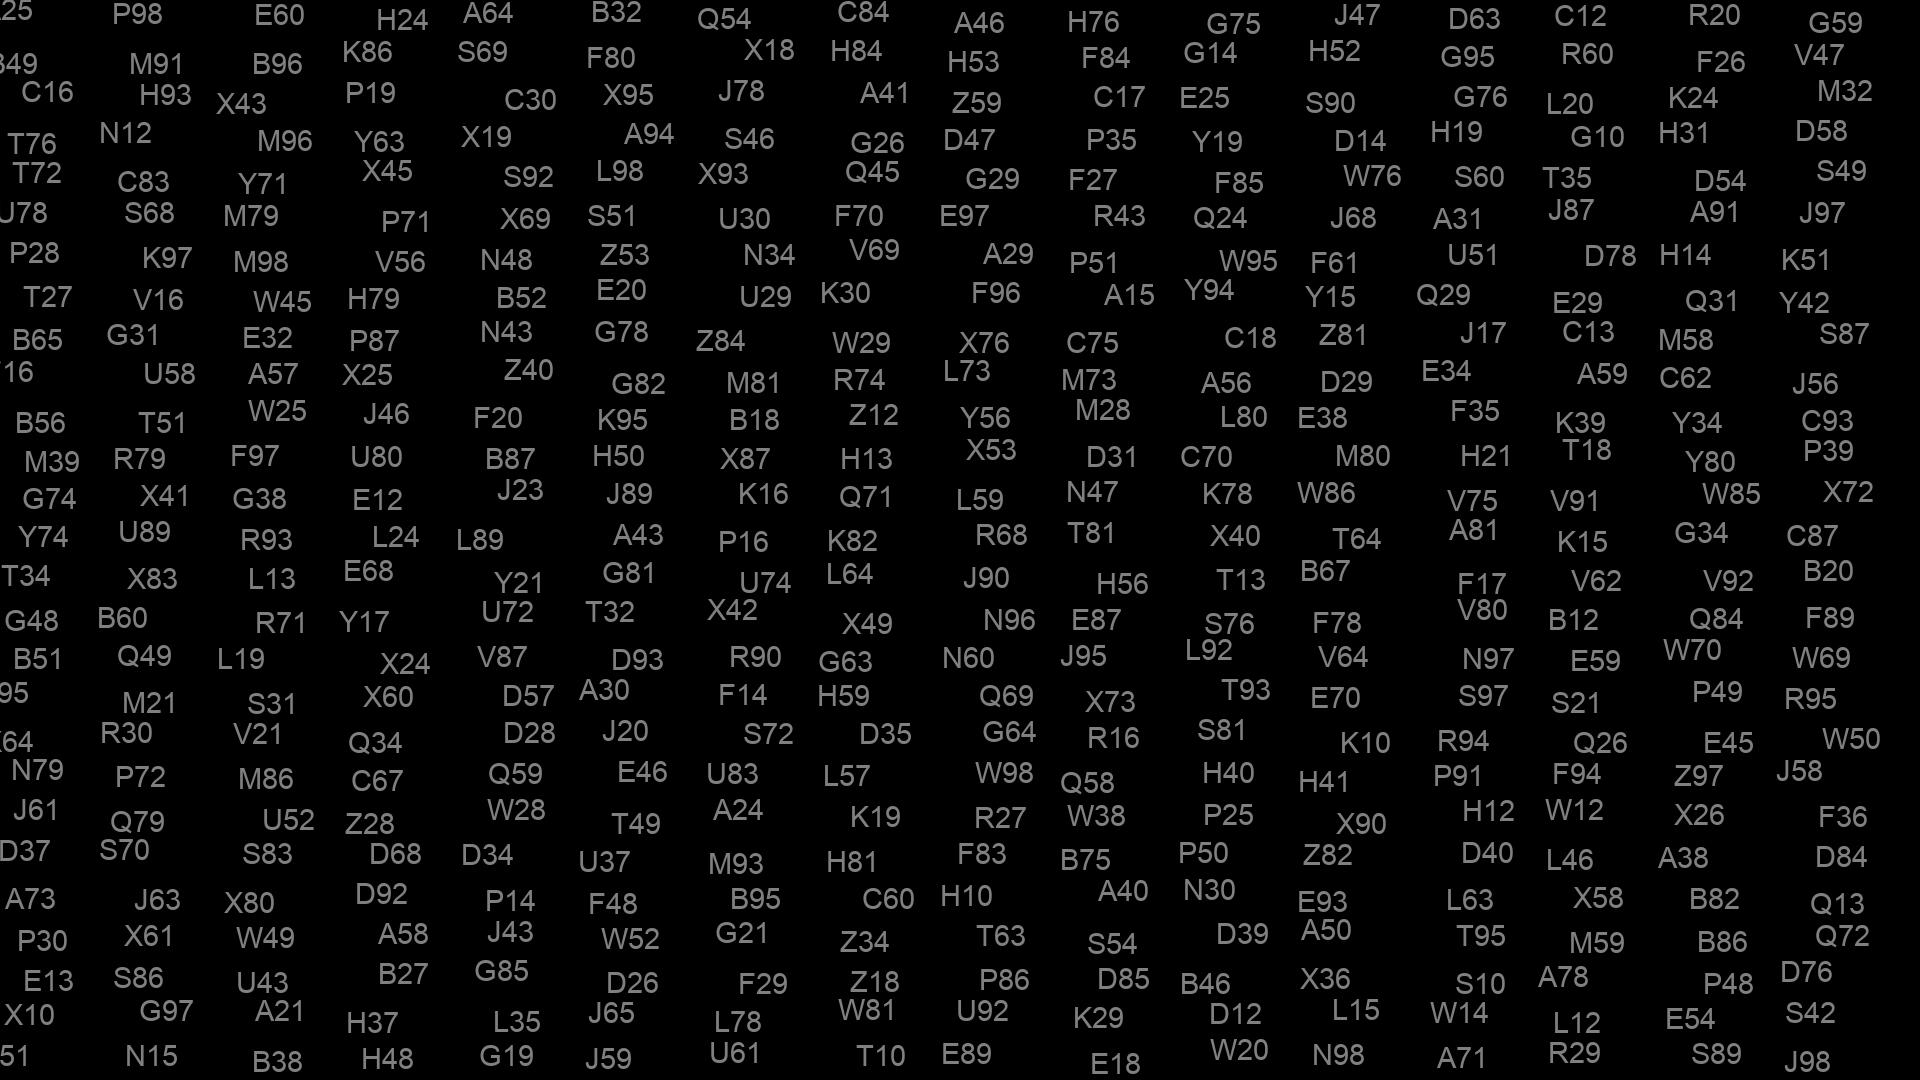 25 P98 E60 H24 A64 B32 Q54 C84 A46 H76 G75 J47 D63 C12 R20 G59
B49 M91 B96 K86 S69 F80 X18 H84 H53 F84 G14 H52 G95 R60 F26 V47
C16 H93 X43 P19 C30 X95 J78 A41 Z59 C17 E25 S90 G76 L20 K24 M32
T76 N12 M96 Y63 X19 A94 S46 G26 D47 P35 Y19 D14 H19 G10 H31 D58
T72 C83 Y71 X45 S92 L98 X93 Q45 G29 F27 F85 W76 S60 T35 D54 S49
U78 S68 M79 P71 X69 S51 U30 F70 E97 R43 Q24 J68 A31 J87 A91 J97
P28 K97 M98 V56 N48 Z53 N34 V69 A29 P51 W95 F61 U51 D78 H14 K51
T27 V16 W45 H79 B52 E20 U29 K30 F96 A15 Y94 Y15 Q29 E29 Q31 Y42
B65 G31 E32 P87 N43 G78 Z84 W29 X76 C75 C18 Z81 J17 C13 M58 S87
16 U58 A57 X25 Z40 G82 M81 R74 L73 M73 A56 D29 E34 A59 C62 J56
B56 T51 W25 J46 F20 K95 B18 Z12 Y56 M28 L80 E38 F35 K39 Y34 C93
M39 R79 F97 U80 B87 H50 X87 H13 X53 D31 C70 M80 H21 T18 Y80 P39
G74 X41 G38 E12 J23 J89 K16 Q71 L59 N47 K78 W86 V75 V91 W85 X72
Y74 U89 R93 L24 L89 A43 P16 K82 R68 T81 X40 T64 A81 K15 G34 C87
T34 X83 L13 E68 Y21 G81 U74 L64 J90 H56 T13 B67 F17 V62 V92 B20
G48 B60 R71 Y17 U72 T32 X42 X49 N96 E87 S76 F78 V80 B12 Q84 F89
B51 Q49 L19 X24 V87 D93 R90 G63 N60 J95 L92 V64 N97 E59 W70 W69
95 M21 S31 X60 D57 A30 F14 H59 Q69 X73 T93 E70 S97 S21 P49 R95
64 R30 V21 Q34 D28 J20 S72 D35 G64 R16 S81 K10 R94 Q26 E45 W50
N79 P72 M86 C67 Q59 E46 U83 L57 W98 Q58 H40 H41 P91 F94 Z97 J58
J61 Q79 U52 Z28 W28 T49 A24 K19 R27 W38 P25 X90 H12 W12 X26 F36
D37 S70 S83 D68 D34 U37 M93 H81 F83 B75 P50 Z82 D40 L46 A38 D84
A73 J63 X80 D92 P14 F48 B95 C60 H10 A40 N30 E93 L63 X58 B82 Q13
P30 X61 W49 A58 J43 W52 G21 Z34 T63 S54 D39 A50 T95 M59 B86 Q72
E13 S86 U43 B27 G85 D26 F29 Z18 P86 D85 B46 X36 S10 A78 P48 D76
X10 G97 A21 H37 L35 J65 L78 W81 U92 K29 D12 L15 W14 L12 E54 S42
51 N15 B38 H48 G19 J59 U61 T10 E89 E18 W20 N98 A71 R29 S89 J98